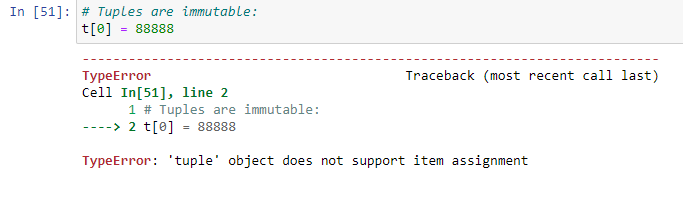 In [51]: # Tuples are immutable:
t[0] = 88888
---------------------------------------------------------------------------
TypeError                                 Traceback (most recent call last)
Cell In[51], line 2
      1 # Tuples are immutable:
----> 2 t[0] = 88888

TypeError: 'tuple' object does not support item assignment